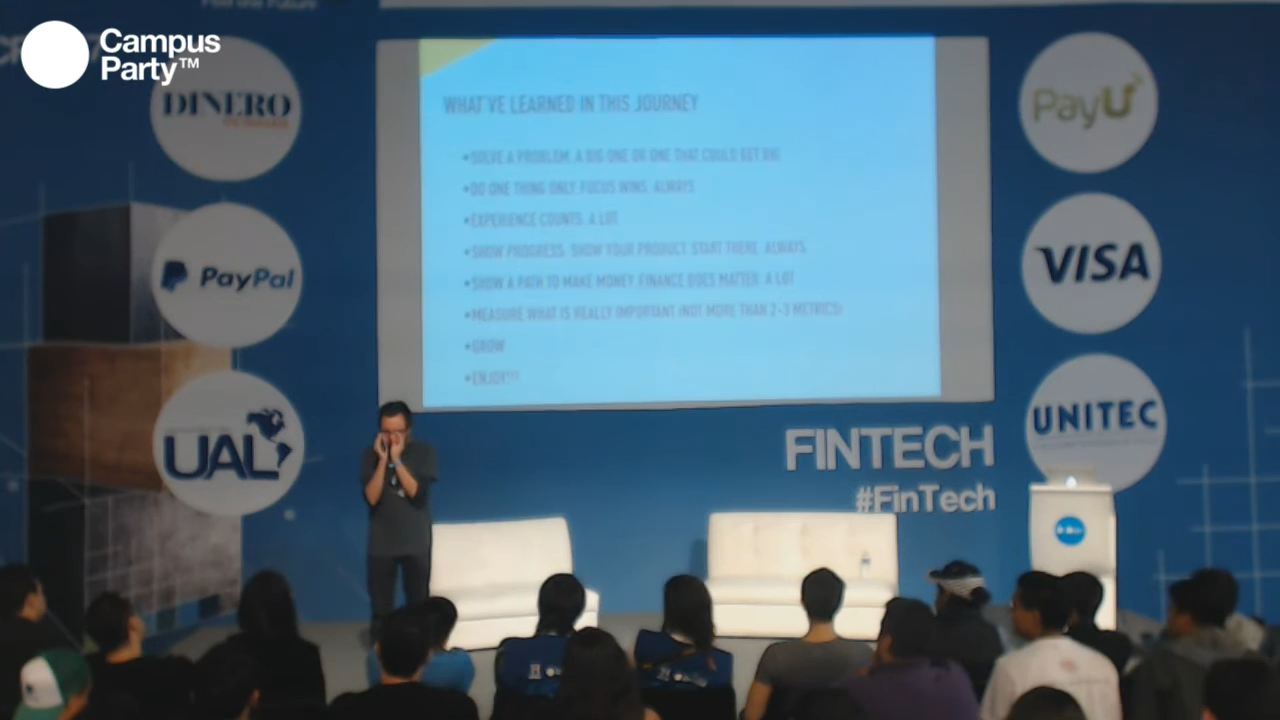 Campus
Party™
DINERO
PayPal
UAL
WHAT'VE LEARNED IN THIS JOURNEY
•SOLVE A PROBLEM. A BIG ONE OR ONE THAT COULD GET BIG
•DO ONE THING ONLY. FOCUS WINS. ALWAYS
•EXPERIENCE COUNTS. A LOT
•SHOW PROGRESS. SHOW YOUR PRODUCT. START THERE. ALWAYS
•SHOW A PATH TO MAKE MONEY. FINANCE DOES MATTER. A LOT
•MEASURE WHAT IS REALLY IMPORTANT (NOT MORE THAN 2-3 METRICS)
•GROW
•ENJOY!!!
FINTECH
#FinTech
PayU
VISA
UNITEC